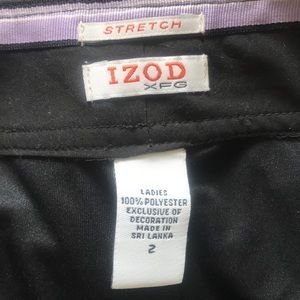 STRETCH
IZOD
XFG
LADIES
100% POLYESTER
EXCLUSIVE OF
DECORATION
MADE IN
SRI LANKA
2